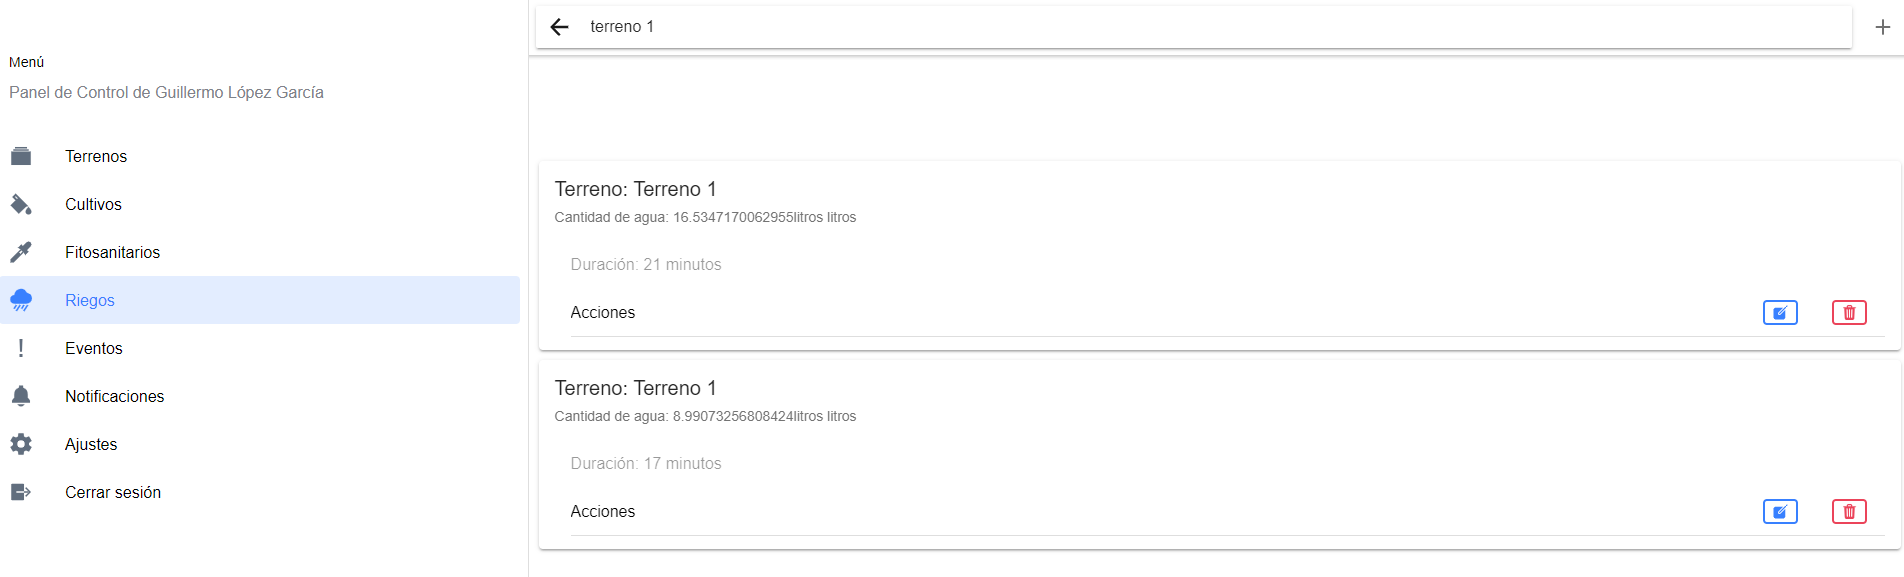 Menú
Panel de Control de Guillermo López García
Terrenos
Cultivos
Fitosanitarios
Riegos
Eventos
Notificaciones
Ajustes
Cerrar sesión
terreno 1
Terreno: Terreno 1
Cantidad de agua: 16.5347170062955litros litros
Duración: 21 minutos
Acciones
Terreno: Terreno 1
Cantidad de agua: 8.99073256808424litros litros
Duración: 17 minutos
Acciones